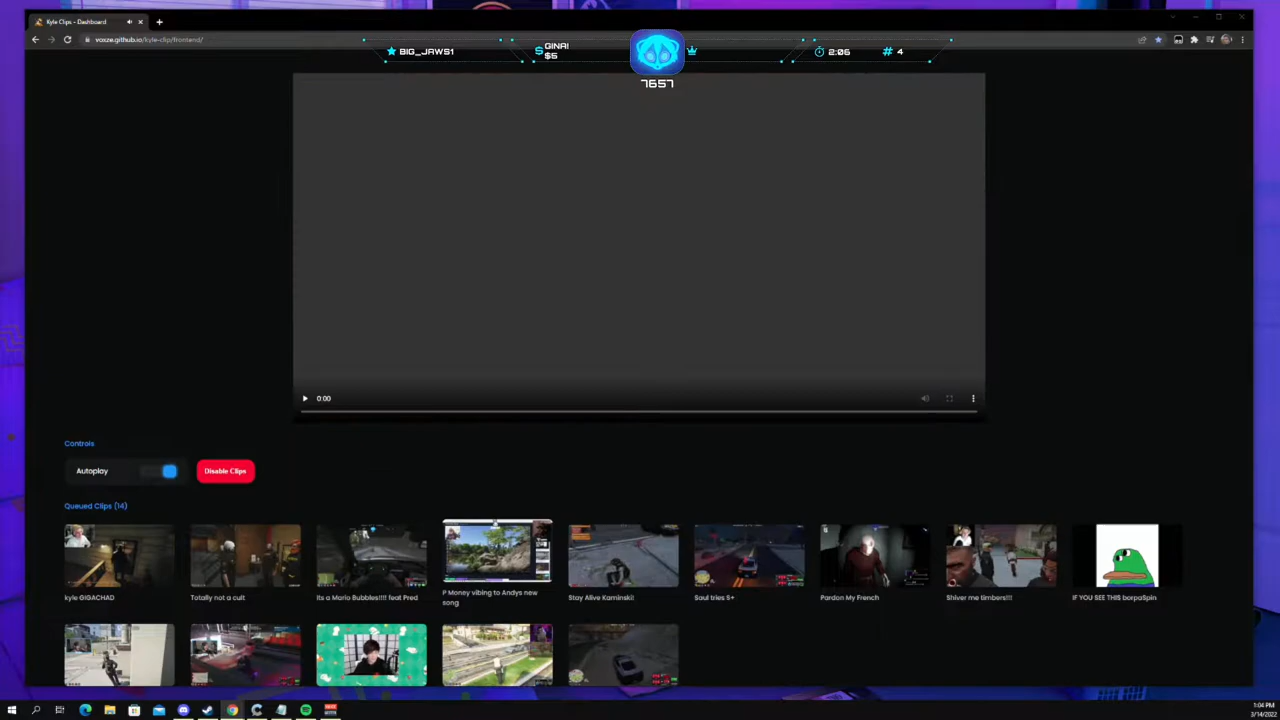 Kyle Clips - Dashboard
voxze.github.io/kyle-clip/frontend/
BIG_JAWS1
GINA!
$5
2:06
# 4
7657
0:00
Controls
Autoplay
Disable Clips
Queued Clips (14)
kyle GIGACHAD
Totally not a cult
Its a Mario Bubbles!!!! feat Pred
P Money vibing to Andys new
song
Stay Alive Kaminski!
Saul tries S+
Pardon My French
Shiver me timbers!!!
IF YOU SEE THIS borpaSpin
1:04 PM
3/14/2022